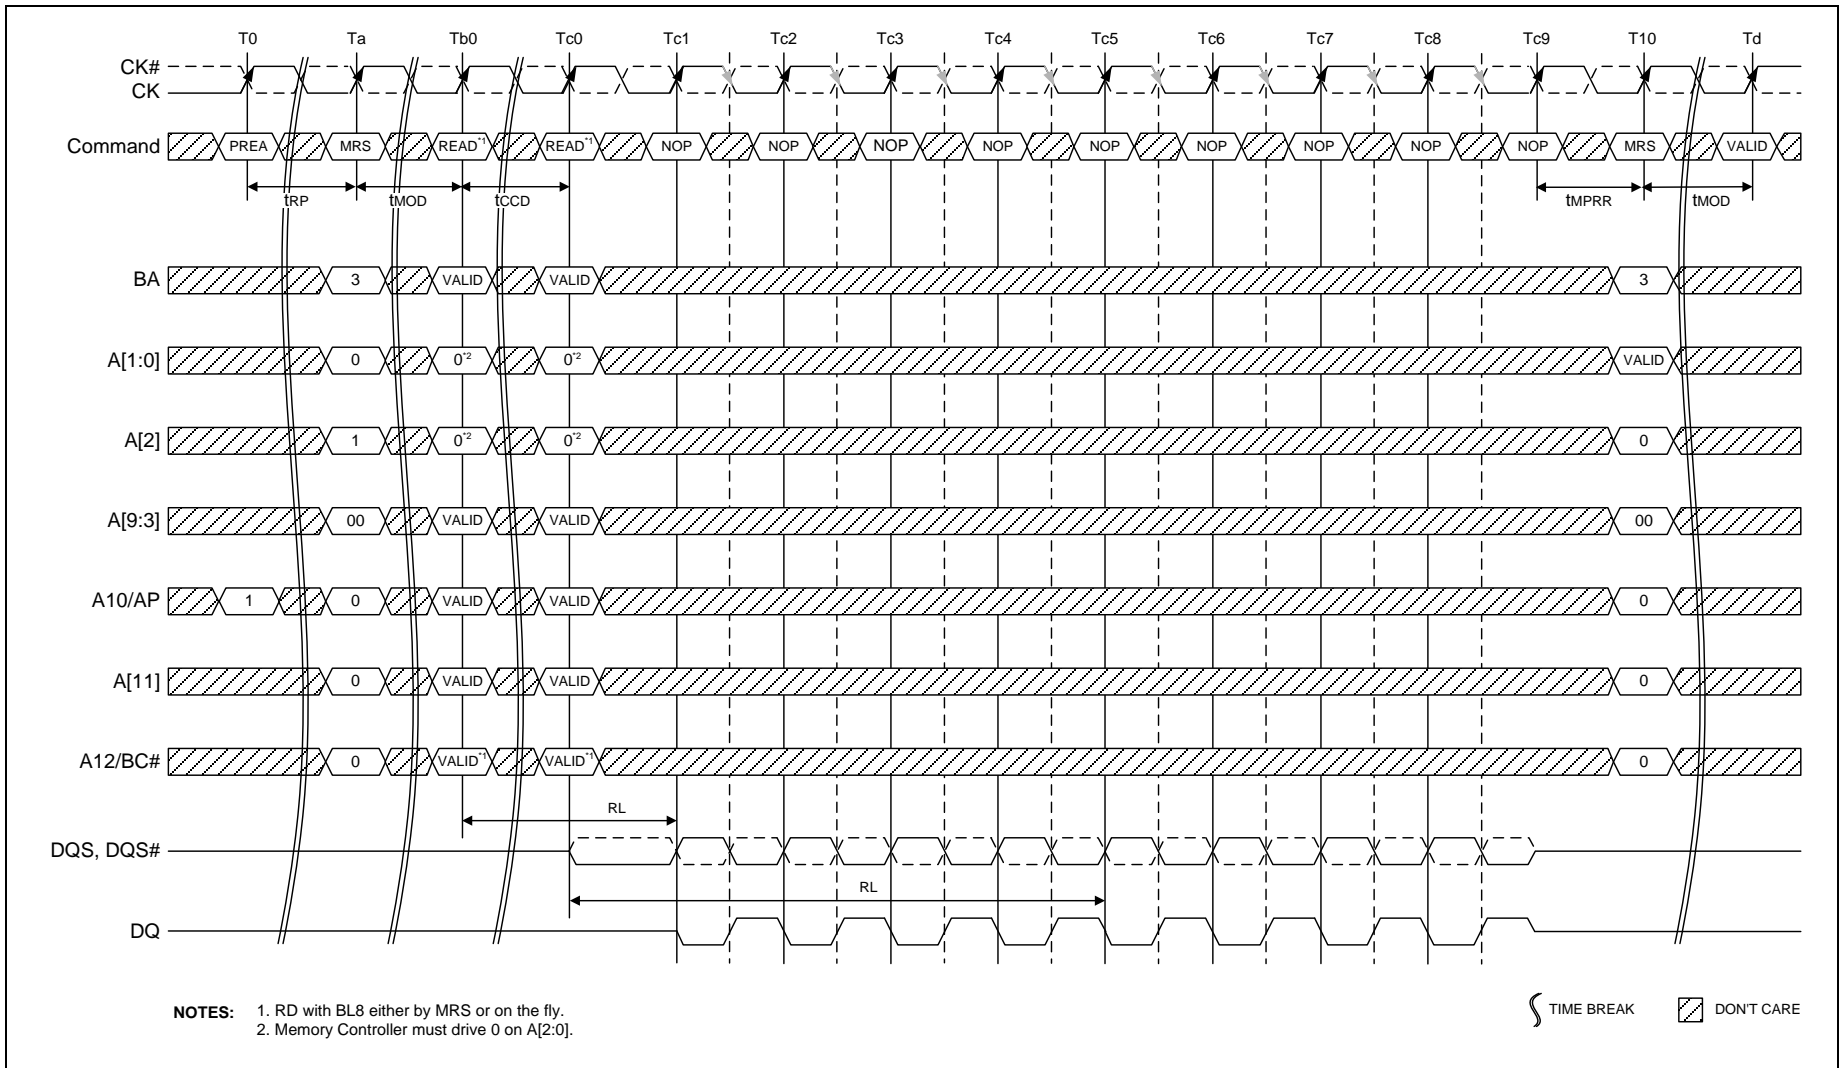 T0 Ta Tb0 Tc0 Tc1 Tc2 Tc3 Tc4 Tc5 Tc6 Tc7 Tc8 Tc9 T10 Td
CK#
CK
Command PREA MRS READ*1 READ*1 NOP NOP NOP NOP NOP NOP NOP NOP NOP MRS VALID
tRP tMOD tCCD tMPRR tMOD
BA 3 VALID VALID 3
A[1:0] 0 0*2 0*2 VALID
A[2] 1 0*2 0*2 0
A[9:3] 00 VALID VALID 00
A10/AP 1 0 VALID VALID 0
A[11] 0 VALID VALID 0
A12/BC# 0 VALID*1 VALID*1 0
RL
DQS, DQS#
RL
DQ
NOTES: 1. RD with BL8 either by MRS or on the fly.
2. Memory Controller must drive 0 on A[2:0].
TIME BREAK DON'T CARE